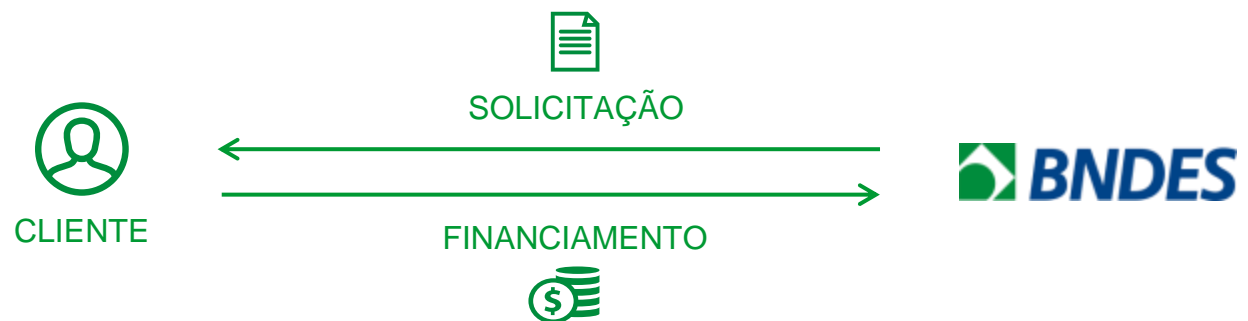 SOLICITAÇÃO
CLIENTE
BNDES
FINANCIAMENTO
$